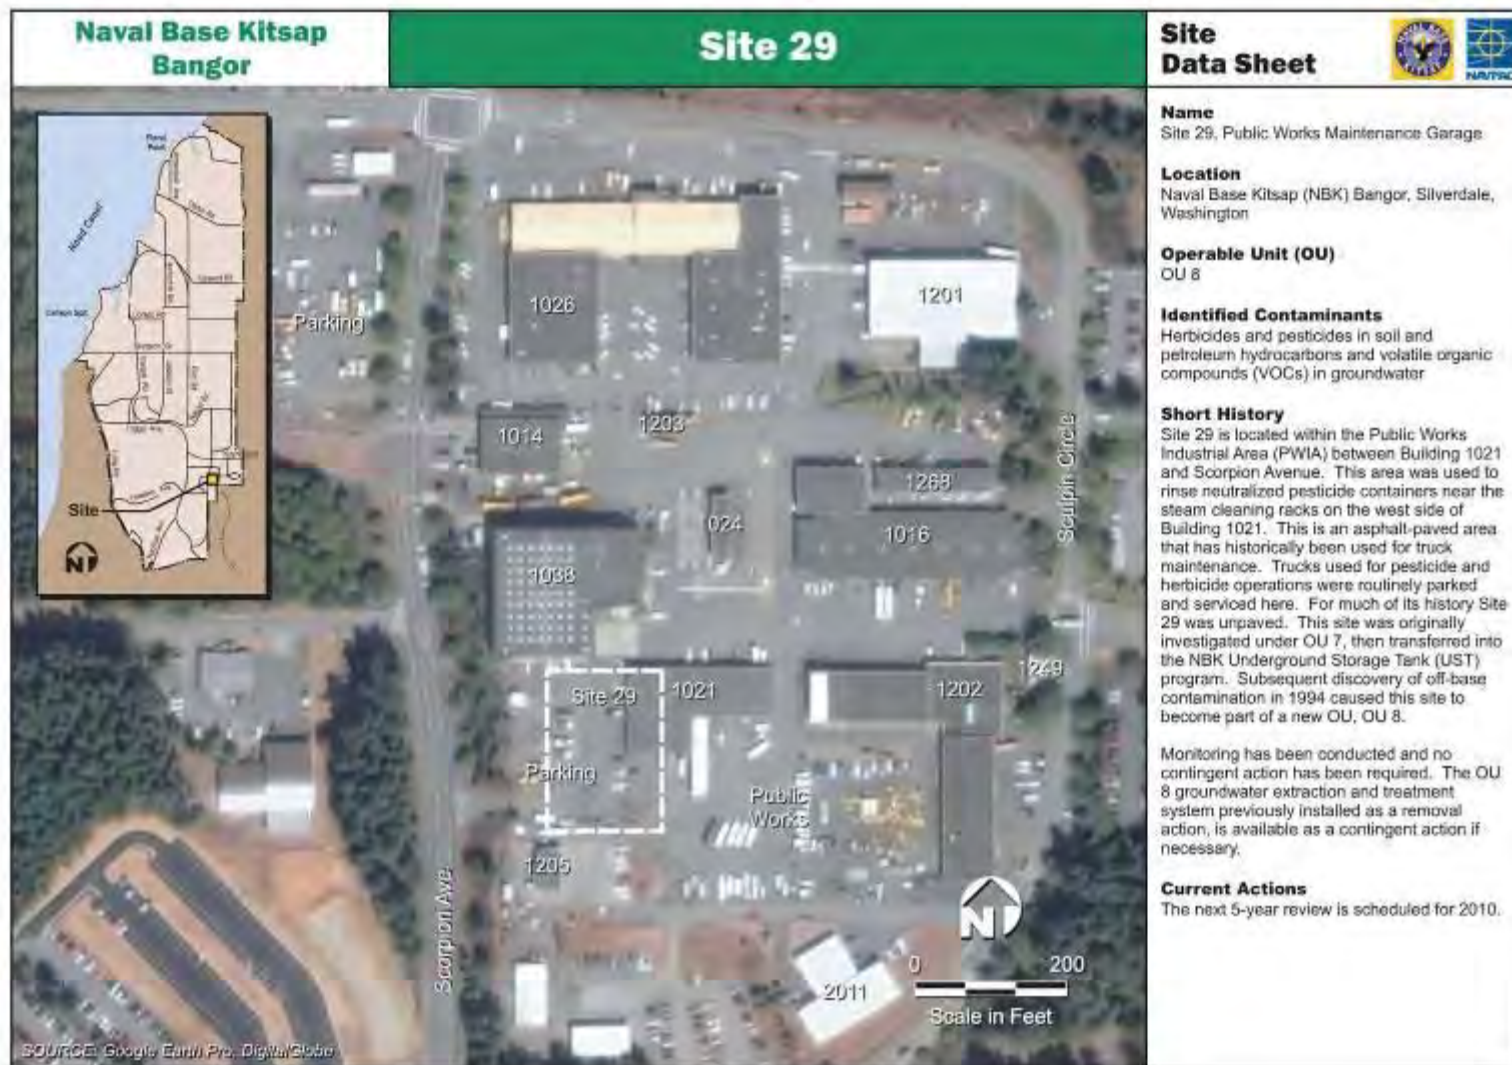 Naval Base Kitsap
Bangor
Site 29
Site
Data Sheet
Name
Site 29, Public Works Maintenance Garage
Location
Naval Base Kitsap (NBK) Bangor, Silverdale,
Washington
Operable Unit (OU)
OU 8
Identified Contaminants
Herbicides and pesticides in soil and
petroleum hydrocarbons and volatile organic
compounds (VOCs) in groundwater
Short History
Site 29 is located within the Public Works
Industrial Area (PWIA) between Building 1021
and Scorpion Avenue. This area was used to
rinse neutralized pesticide containers near the
steam cleaning racks on the west side of
Building 1021. This is an asphalt-paved area
that has historically been used for truck
maintenance. Trucks used for pesticide and
herbicide operations were routinely parked
and serviced here. For much of its history Site
29 was unpaved. This site was originally
investigated under OU 7, then transferred into
the NBK Underground Storage Tank (UST)
program. Subsequent discovery of off-base
contamination in 1994 caused this site to
become part of a new OU, OU 8.
Monitoring has been conducted and no
contingent action has been required. The OU
8 groundwater extraction and treatment
system previously installed as a removal
action, is available as a contingent action if
necessary.
Current Actions
The next 5-year review is scheduled for 2010.
Hood Canal
Site
N
Parking
1026
1201
1014
1203
1268
024
1016
1038
Sculpin Circle
1249
Site 29
1021
1202
Parking
Public
Works
1205
Scorpion Ave.
N
2011
0 200
Scale in Feet
SOURCE: Google Earth Pro, DigitalGlobe